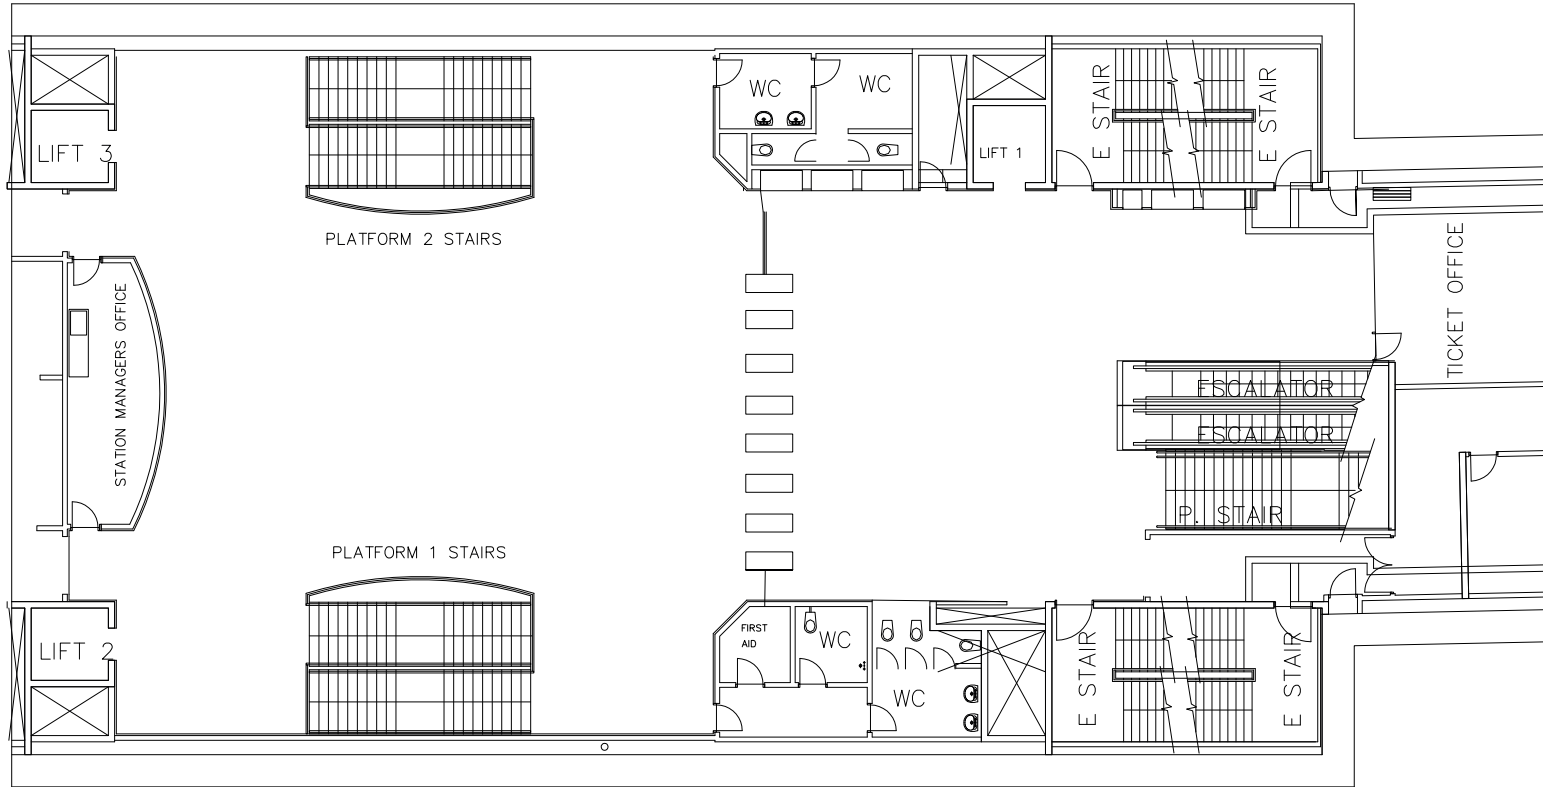 WC
WC
E STAIR
E STAIR
LIFT 3
LIFT 1
PLATFORM 2 STAIRS
TICKET OFFICE
STATION MANAGERS OFFICE
ESCALATOR
ESCALATOR
P. STAIR
PLATFORM 1 STAIRS
FIRST
AID
WC
LIFT 2
WC
E STAIR
E STAIR